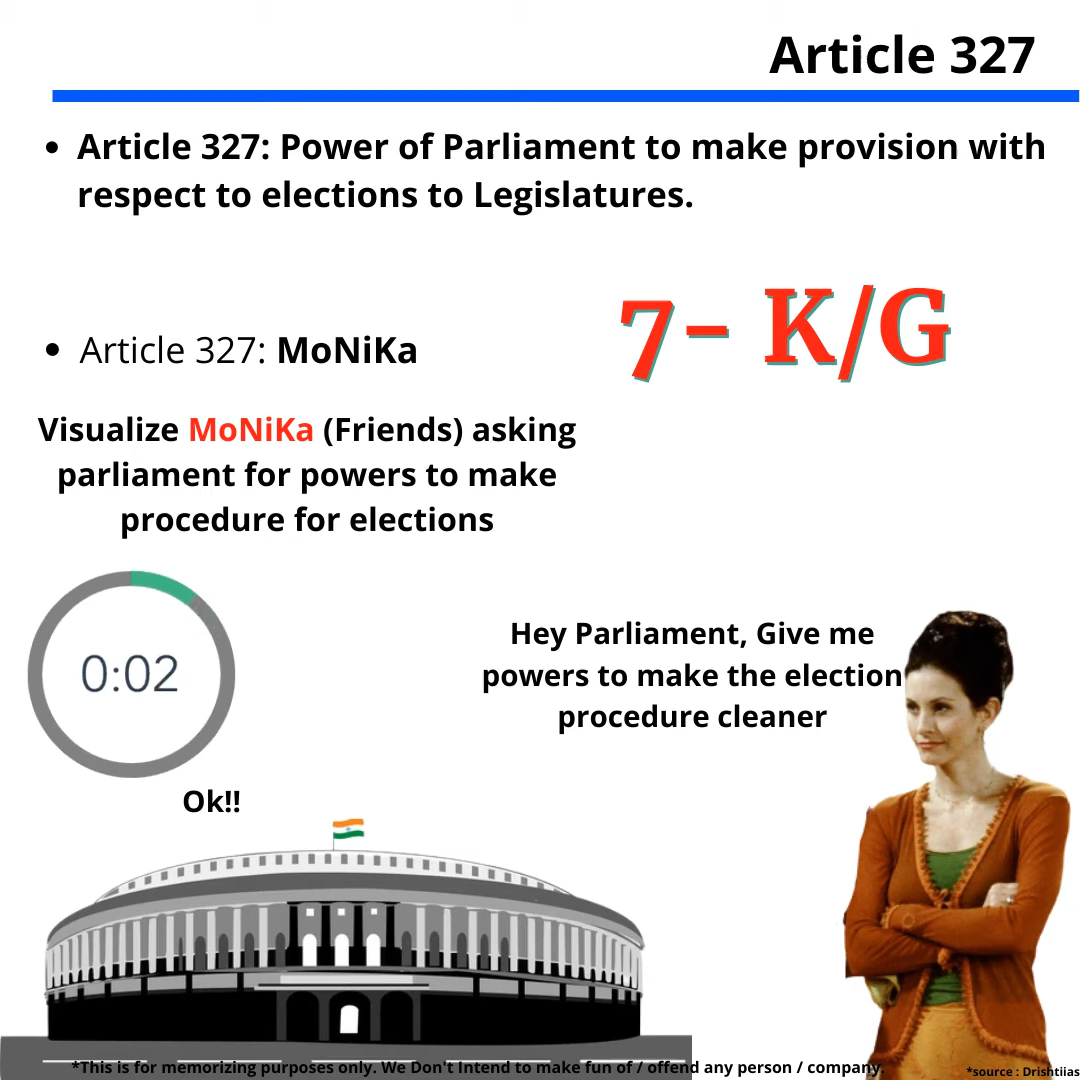 Article 327
• Article 327: Power of Parliament to make provision with
respect to elections to Legislatures.
7- K/G
• Article 327: MoNiKa
Visualize MoNiKa (Friends) asking
parliament for powers to make
procedure for elections
0:02
Hey Parliament, Give me
powers to make the election
procedure cleaner
Ok!!
*This is for memorizing purposes only. We Don't Intend to make fun of / offend any person / company.
*source : Drishtiias